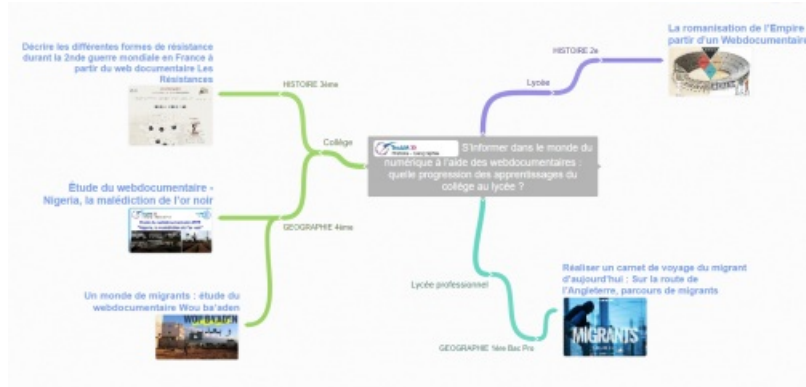 S'informer dans le monde du
numérique à l'aide des webdocumentaires :
quelle progression des apprentissages du
collège au lycée ?
Collège
HISTOIRE 3ème
Décrire les différentes formes de résistance
durant la 2nde guerre mondiale en France à
partir du web documentaire Les
Résistances
GEOGRAPHIE 4ème
Étude du webdocumentaire -
Nigeria, la malédiction de l'or noir
Un monde de migrants : étude du
webdocumentaire Wou ba'aden
WOP BA'ADEN
Lycée
HISTOIRE 2e
La romanisation de l'Empire
partir d'un Webdocumentaire
Lycée professionnel
GEOGRAPHIE 1ère Bac Pro
Réaliser un carnet de voyage du migrant
d'aujourd'hui : Sur la route de
l'Angleterre, parcours de migrants
MIGRANTS